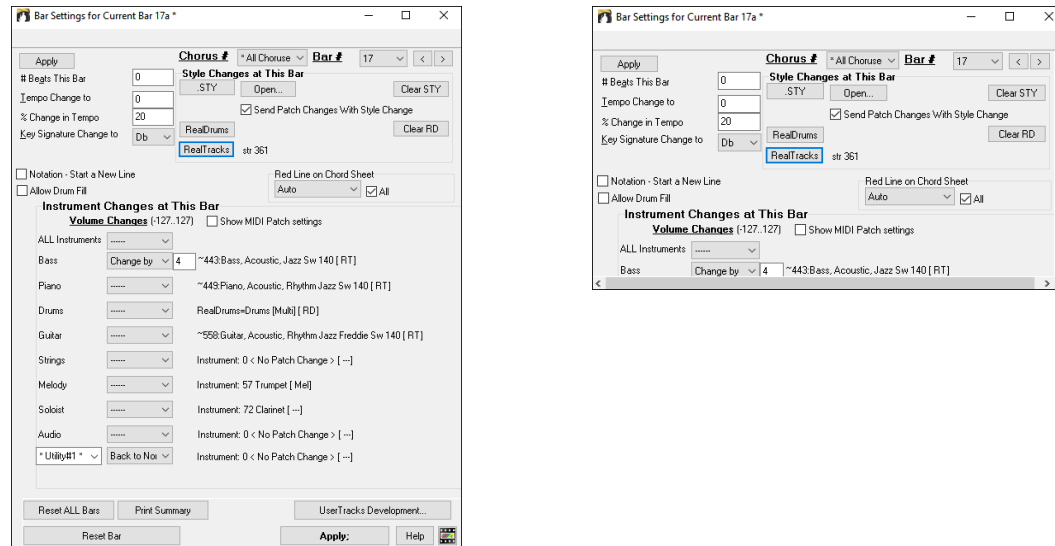 Bar Settings for Current Bar 17a *
Apply
Chorus # * All Choruse Bar # 17 < >
# Beats This Bar 0
Style Changes at This Bar
.STY Open... Clear STY
Tempo Change to 0
Send Patch Changes With Style Change
% Change in Tempo 20
RealDrums Clear RD
Key Signature Change to Db
RealTracks str 361
Notation - Start a New Line
Red Line on Chord Sheet
Allow Drum Fill
Auto All
Instrument Changes at This Bar
Volume Changes (-127..127) Show MIDI Patch settings
ALL Instruments ------
Bass Change by 4 ~443:Bass, Acoustic, Jazz Sw 140 [ RT]
Piano ------ ~449:Piano, Acoustic, Rhythm Jazz Sw 140 [ RT]
Drums ------ RealDrums=Drums [Multi] [ RD]
Guitar ------ ~558:Guitar, Acoustic, Rhythm Jazz Freddie Sw 140 [ RT]
Strings ------ Instrument: 0 < No Patch Change > [ ---]
Melody ------ Instrument: 57 Trumpet [ Mel]
Soloist ------ Instrument: 72 Clarinet [ ---]
Audio ------ Instrument: 0 < No Patch Change > [ ---]
* Utility#1 * Back to Nor Instrument: 0 < No Patch Change > [ ---]
Reset ALL Bars Print Summary UserTracks Development...
Reset Bar Apply; Help
Bar Settings for Current Bar 17a *
Apply
Chorus # * All Choruse Bar # 17 < >
# Beats This Bar 0
Style Changes at This Bar
.STY Open... Clear STY
Tempo Change to 0
Send Patch Changes With Style Change
% Change in Tempo 20
RealDrums Clear RD
Key Signature Change to Db
RealTracks str 361
Notation - Start a New Line
Red Line on Chord Sheet
Allow Drum Fill
Auto All
Instrument Changes at This Bar
Volume Changes (-127..127) Show MIDI Patch settings
ALL Instruments ------
Bass Change by 4 ~443:Bass, Acoustic, Jazz Sw 140 [ RT]